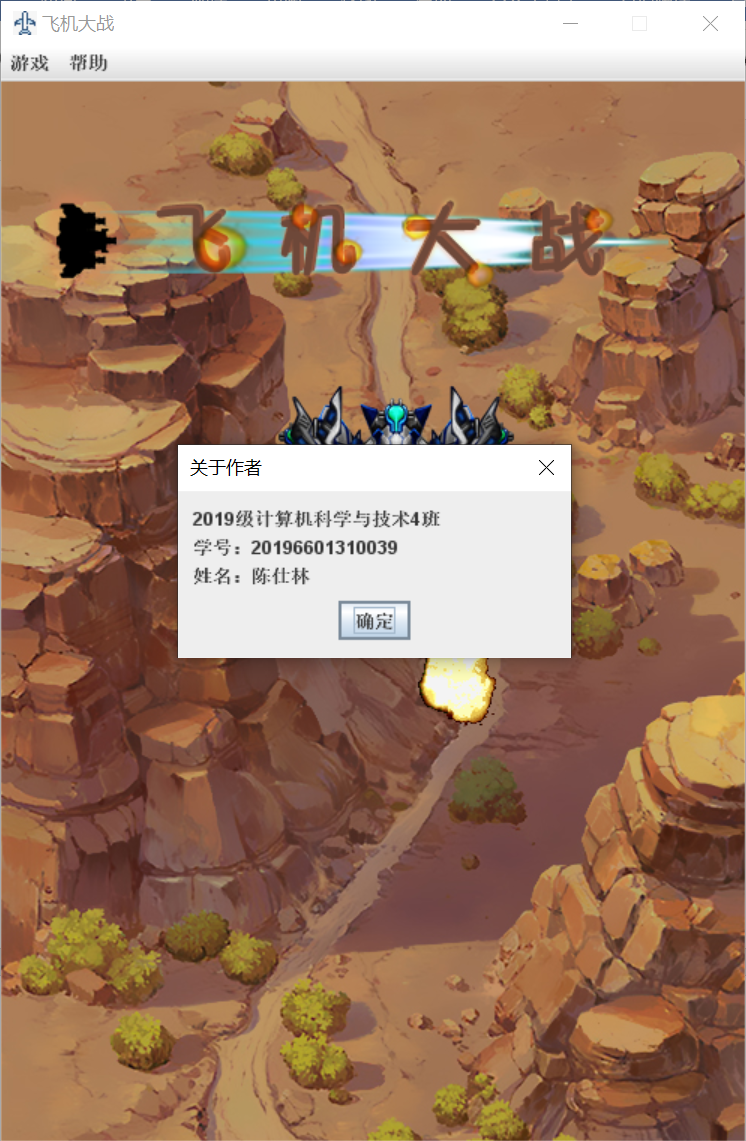 飞机大战
游戏 帮助
飞机大战
关于作者
2019级计算机科学与技术4班
学号：20196601310039
姓名：陈仕林
确定